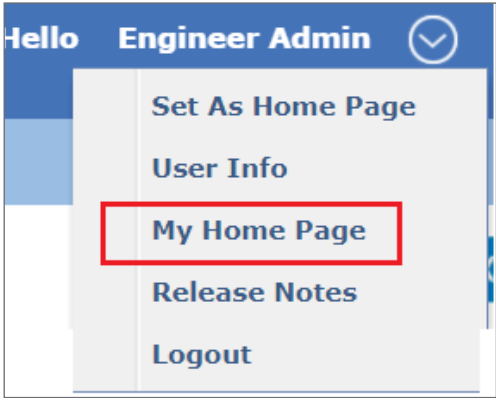 Hello Engineer Admin
Set As Home Page
User Info
My Home Page
Release Notes
Logout